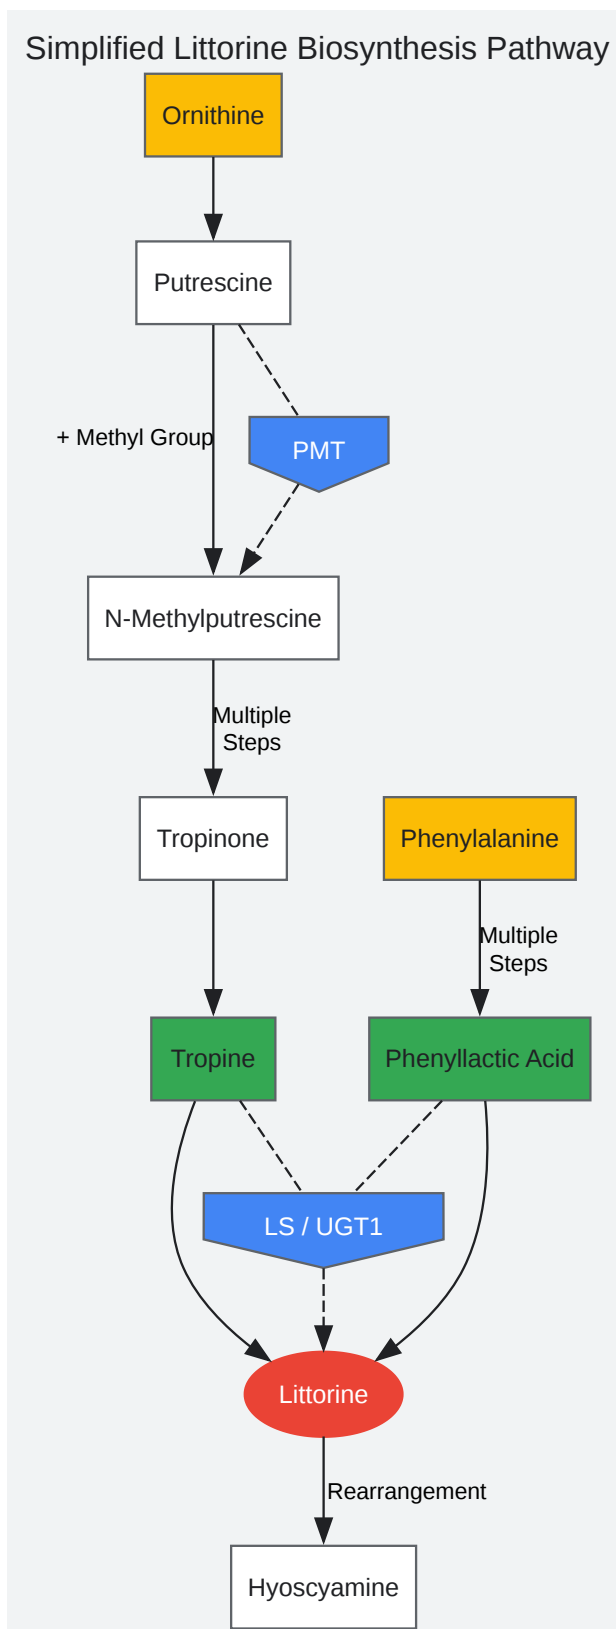 Simplified Littorine Biosynthesis Pathway
Ornithine
Putrescine
+ Methyl Group
PMT
N-Methylputrescine
Multiple
Steps
Tropinone
Phenylalanine
Multiple
Steps
Tropine
Phenyllactic Acid
LS / UGT1
Littorine
Rearrangement
Hyoscyamine